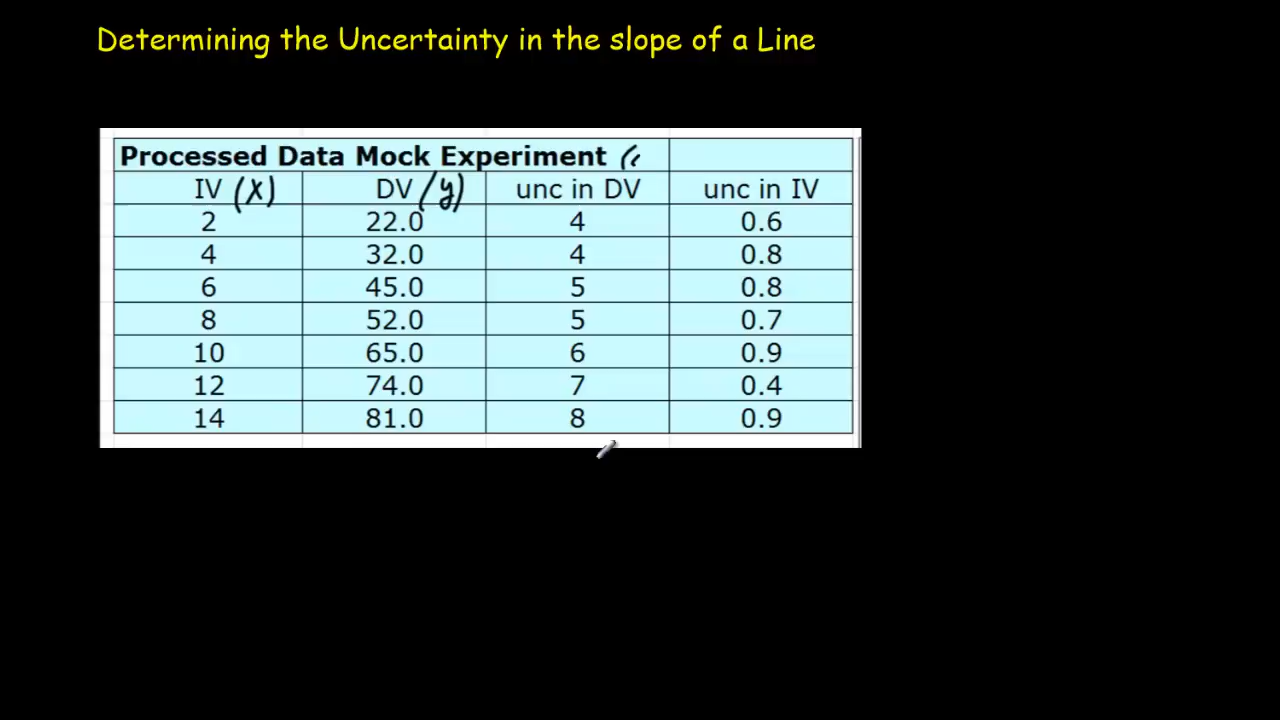 Determining the Uncertainty in the slope of a Line
Processed Data Mock Experiment (
IV (X) DV (y) unc in DV unc in IV
2 22.0 4 0.6
4 32.0 4 0.8
6 45.0 5 0.8
8 52.0 5 0.7
10 65.0 6 0.9
12 74.0 7 0.4
14 81.0 8 0.9